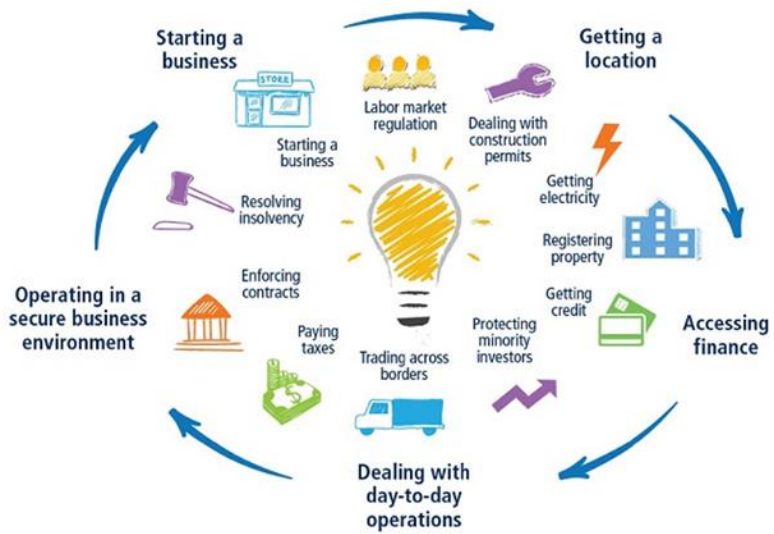 Starting a
business
Getting a
location
STORE
Labor market
regulation
Dealing with
construction
permits
Starting a
business
Getting
electricity
Resolving
insolvency
Registering
property
Enforcing
contracts
Getting
credit
Operating in a
secure business
environment
Accessing
finance
Paying
taxes
Protecting
minority
investors
Trading across
borders
$
Dealing with
day-to-day
operations